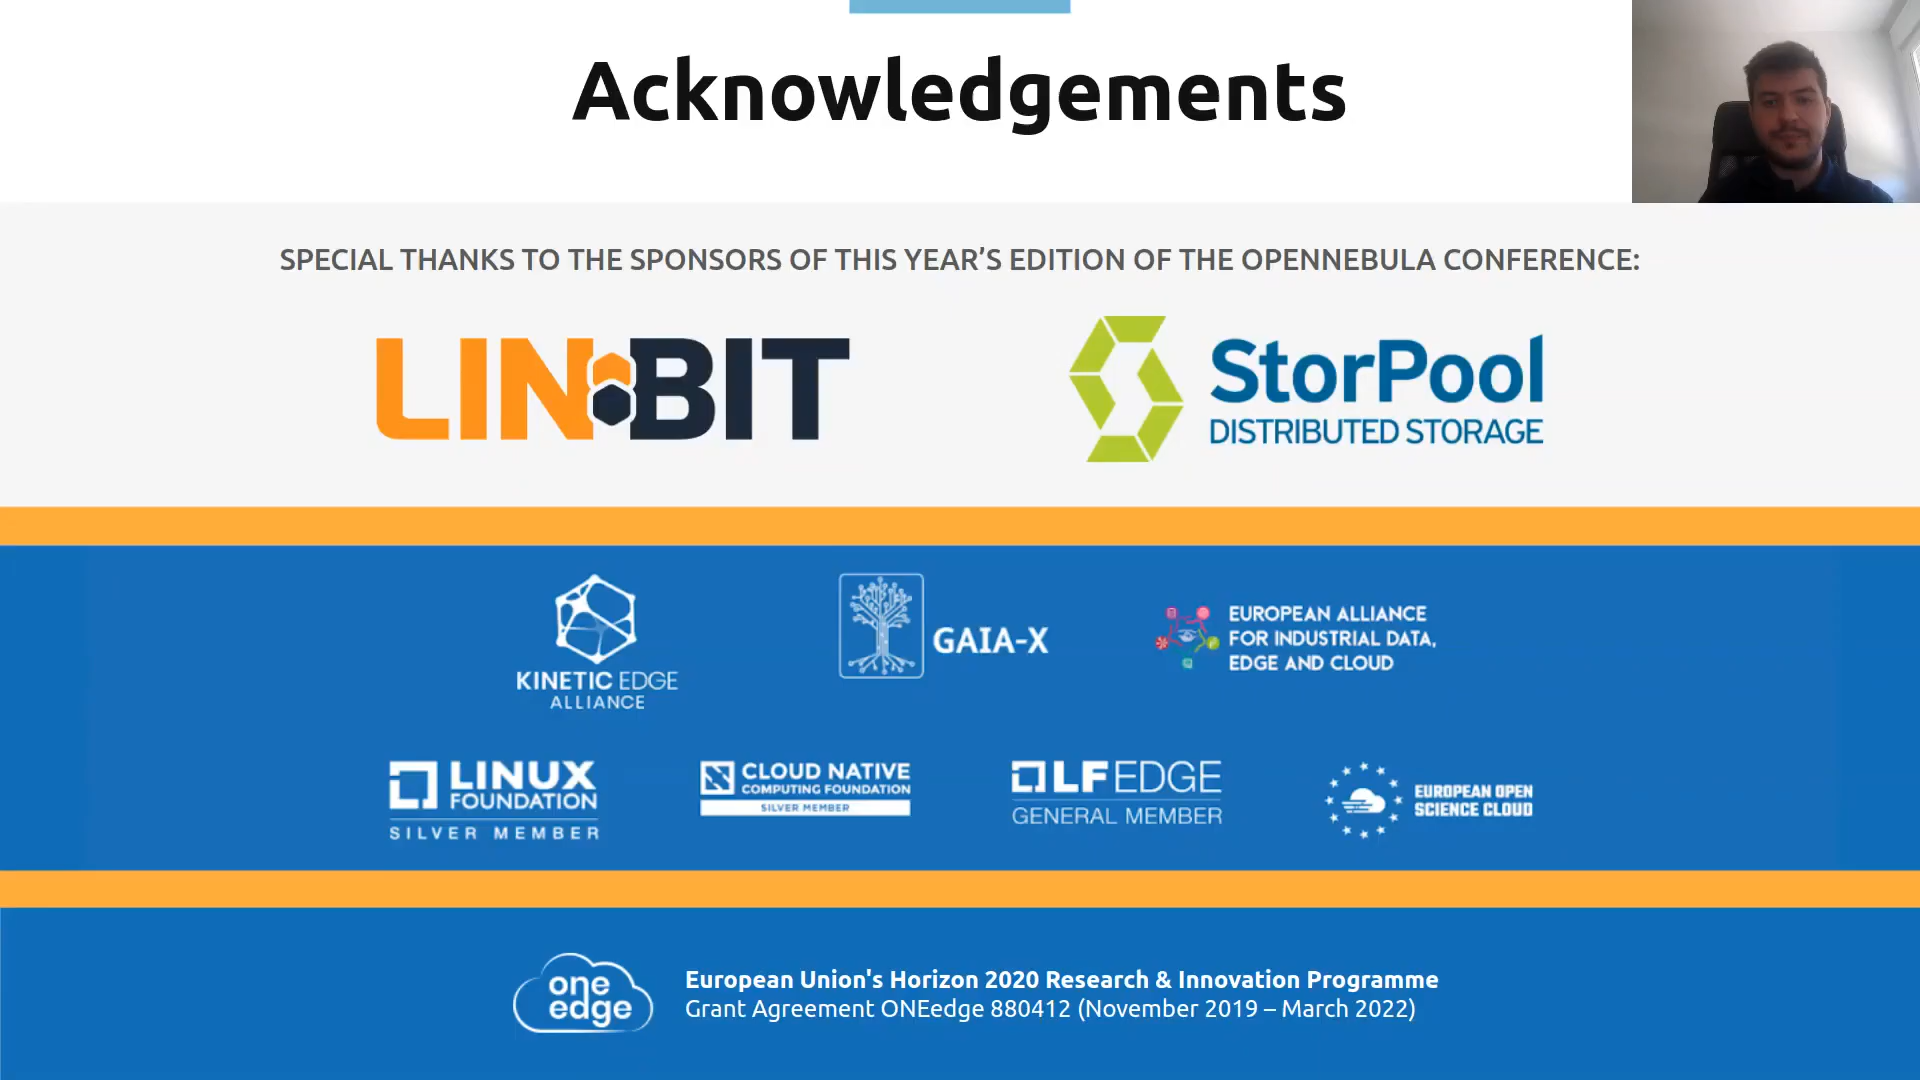 Acknowledgements
SPECIAL THANKS TO THE SPONSORS OF THIS YEAR’S EDITION OF THE OPENNEBULA CONFERENCE:
LINBIT
StorPool
DISTRIBUTED STORAGE
KINETIC EDGE
ALLIANCE
GAIA-X
EUROPEAN ALLIANCE
FOR INDUSTRIAL DATA,
EDGE AND CLOUD
LINUX
FOUNDATION
SILVER MEMBER
CLOUD NATIVE
COMPUTING FOUNDATION
SILVER MEMBER
LF EDGE
GENERAL MEMBER
EUROPEAN OPEN
SCIENCE CLOUD
one
edge
European Union's Horizon 2020 Research & Innovation Programme
Grant Agreement ONEedge 880412 (November 2019 – March 2022)